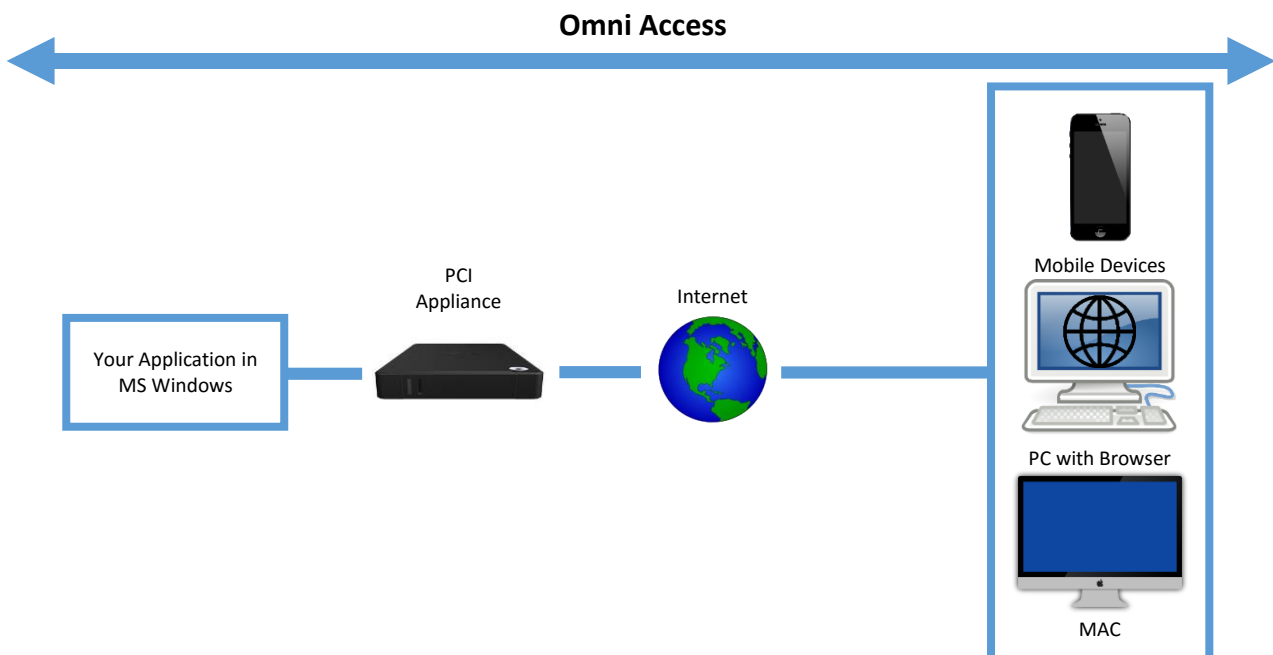 Omni Access
PCI
Appliance
Internet
Your Application in
MS Windows
Mobile Devices
PC with Browser
MAC